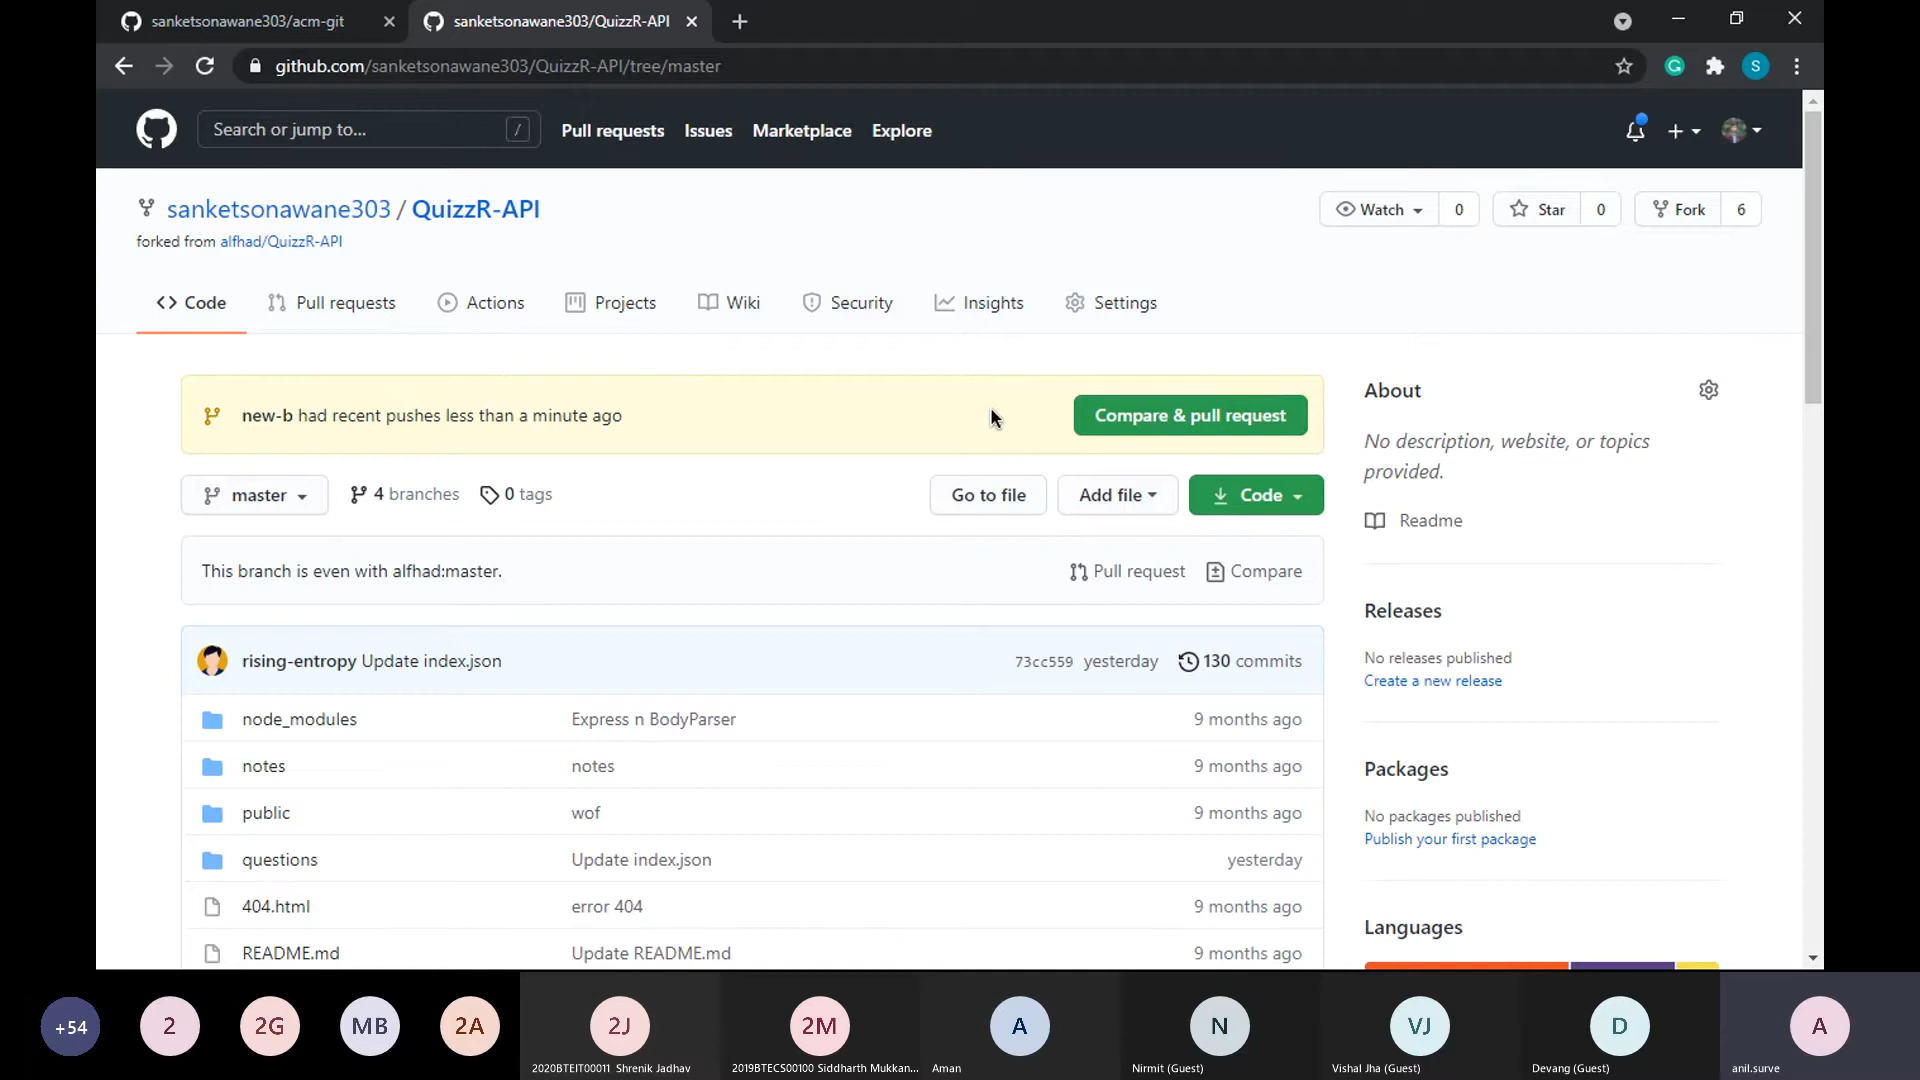 sanketsonawane303/acm-git
sanketsonawane303/QuizzR-API
github.com/sanketsonawane303/QuizzR-API/tree/master
G
S
Search or jump to...
/
Pull requests
Issues
Marketplace
Explore
sanketsonawane303 / QuizzR-API
forked from alfhad/QuizzR-API
Watch
0
Star
0
Fork
6
Code
Pull requests
Actions
Projects
Wiki
Security
Insights
Settings
new-b had recent pushes less than a minute ago
Compare & pull request
master
4 branches
0 tags
Go to file
Add file
Code
This branch is even with alfhad:master.
Pull request
Compare
rising-entropy Update index.json
73cc559 yesterday
130 commits
node_modules
Express n BodyParser
9 months ago
notes
notes
9 months ago
public
wof
9 months ago
questions
Update index.json
yesterday
404.html
error 404
9 months ago
README.md
Update README.md
9 months ago
About
No description, website, or topics
provided.
Readme
Releases
No releases published
Create a new release
Packages
No packages published
Publish your first package
Languages
+54
2
2G
MB
2A
2J
2020BTEIT00011 Shrenik Jadhav
2M
2019BTECS00100 Siddharth Mukkan...
A
Aman
N
Nirmit (Guest)
VJ
Vishal Jha (Guest)
D
Devang (Guest)
A
anil.surve